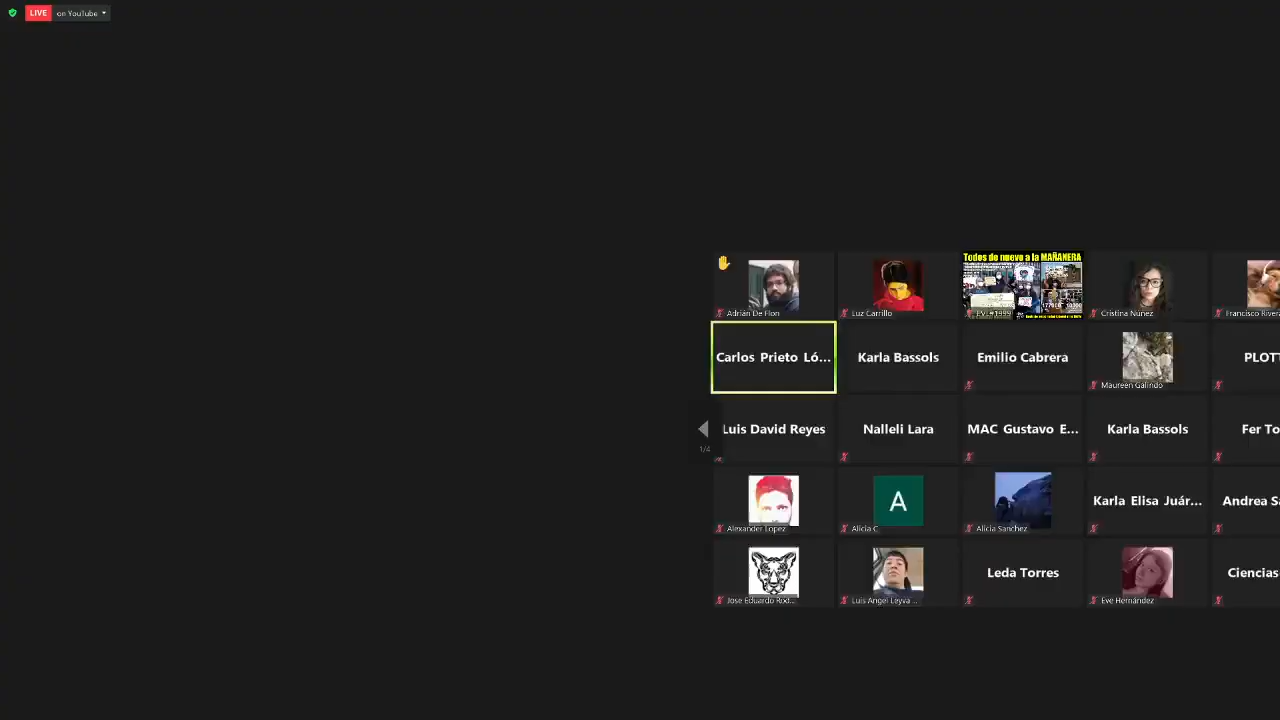 LIVE on YouTube
Todos de nuevo a la MAÑANERA
Adrián De Flon
Luz Carrillo
Cristina Núñez
Francisco Rivera
Carlos Prieto Ló...
Karla Bassols
Emilio Cabrera
Maureen Galindo
PLOTT
Luis David Reyes
Nalleli Lara
MAC Gustavo E...
Karla Bassols
Fer To
1/4
Alexander Lopez
A
Alicia C
Alicia Sanchez
Karla Elisa Juár...
Andrea Sa
Jose Eduardo Rod...
Luis Angel Leyva ...
Leda Torres
Eve Hernández
Ciencias